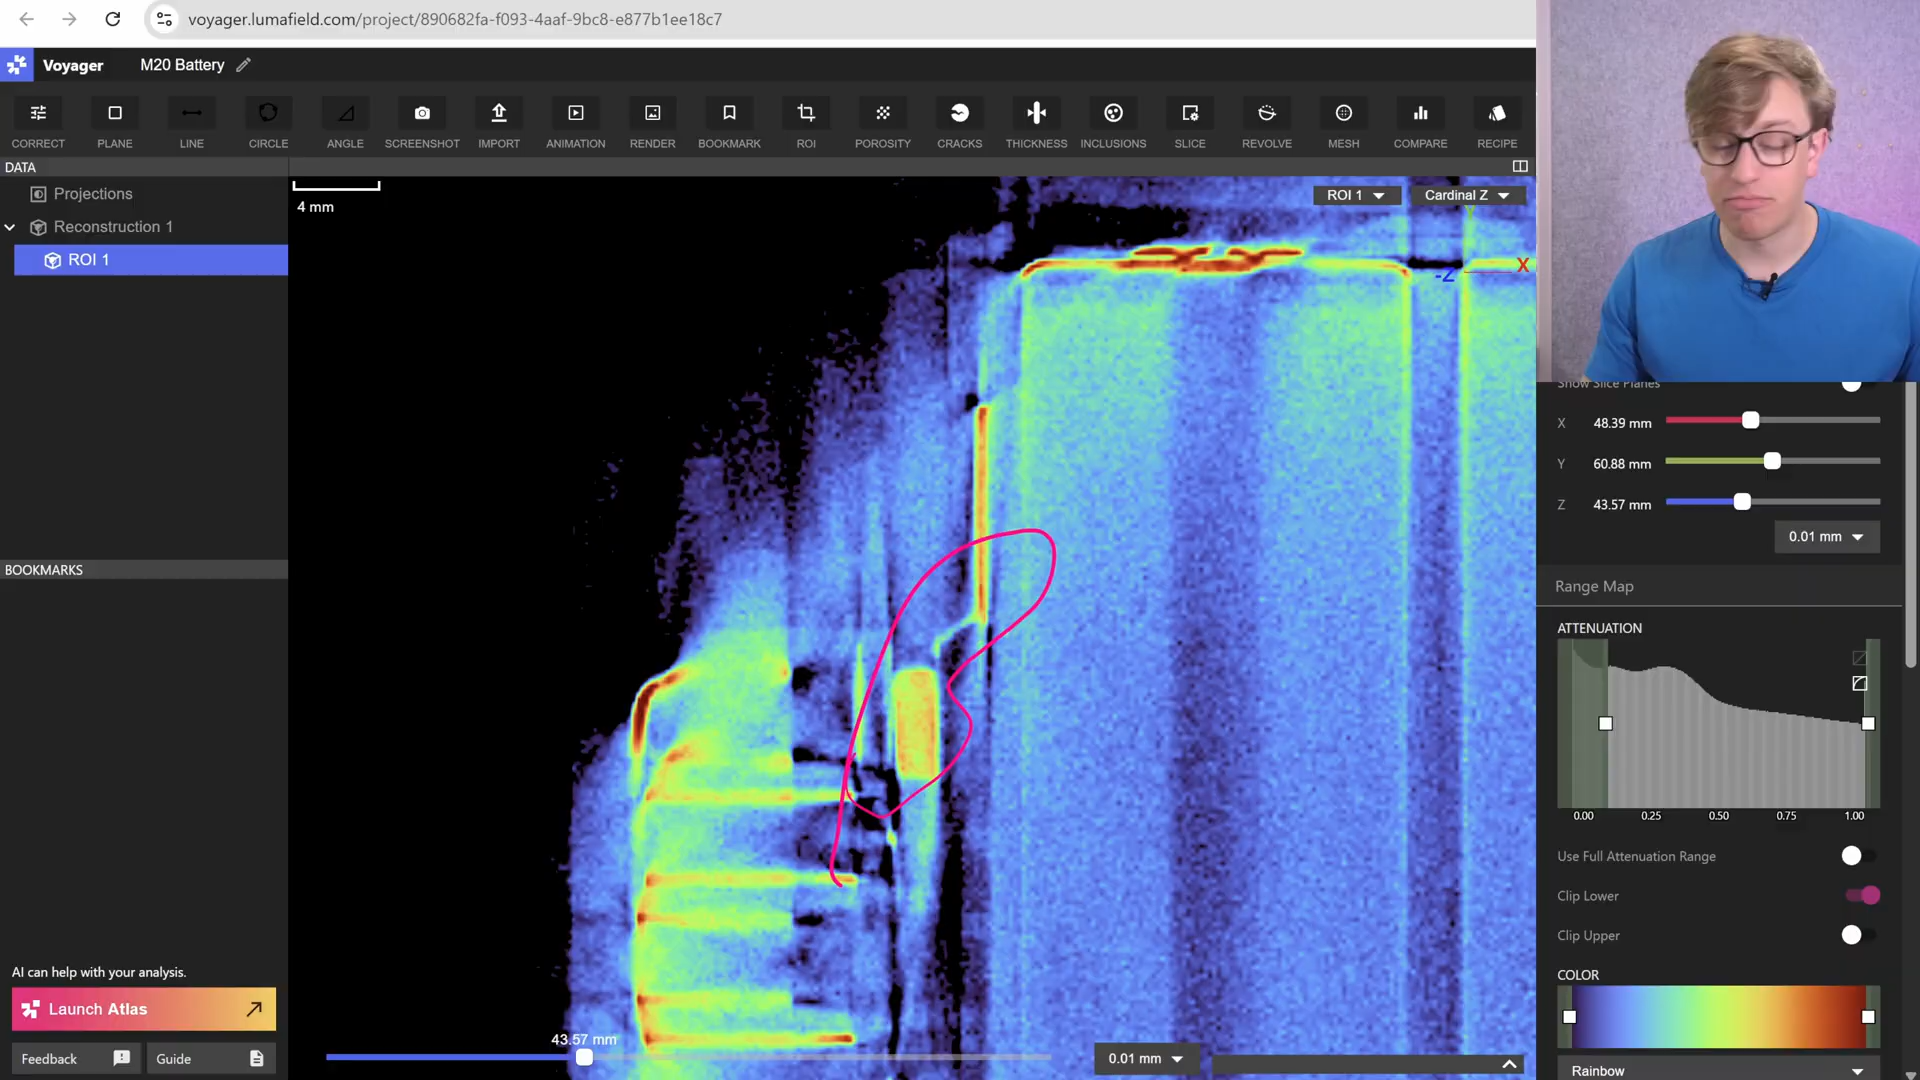 voyager.lumafield.com/project/890682fa-f093-4aaf-9bc8-e877b1ee18c7
Voyager
M20 Battery
CORRECT
PLANE
LINE
CIRCLE
ANGLE
SCREENSHOT
IMPORT
ANIMATION
RENDER
BOOKMARK
ROI
POROSITY
CRACKS
THICKNESS
INCLUSIONS
SLICE
REVOLVE
MESH
COMPARE
RECIPE
DATA
Projections
Reconstruction 1
ROI 1
BOOKMARKS
AI can help with your analysis.
Launch Atlas
Feedback
Guide
4 mm
ROI 1
Cardinal Z
Y
X
-Z
43.57 mm
0.01 mm
Show Slice Planes
X 48.39 mm
Y 60.88 mm
Z 43.57 mm
0.01 mm
Range Map
ATTENUATION
0.00 0.25 0.50 0.75 1.00
Use Full Attenuation Range
Clip Lower
Clip Upper
COLOR
Rainbow